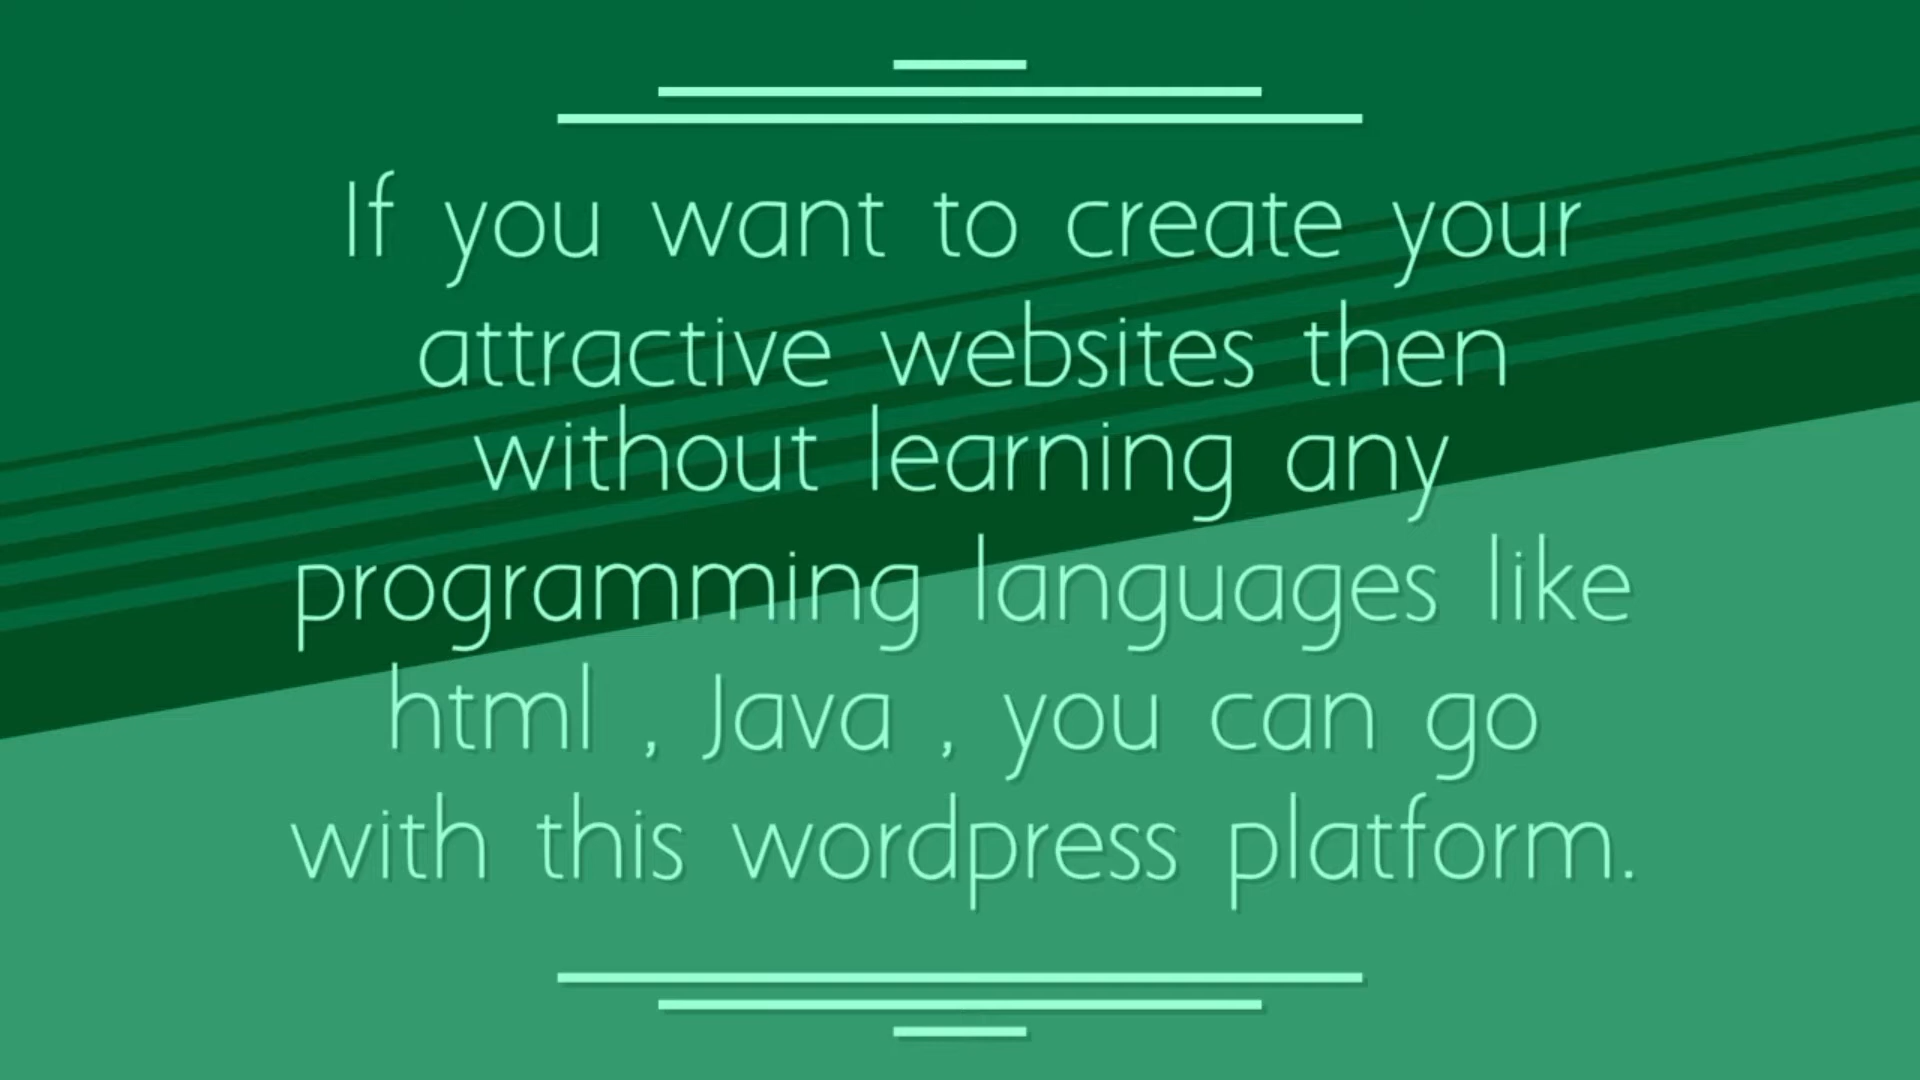 If you want to create your
attractive websites then
without learning any
programming languages like
html , Java , you can go
with this wordpress platform.